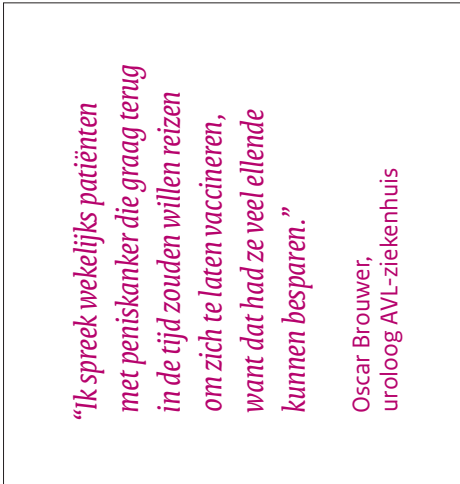 “Ik spreek wekelijks patiënten
met peniskanker die graag terug
in de tijd zouden willen reizen
om zich te laten vaccineren,
want dat had ze veel ellende
kunnen besparen.”
Oscar Brouwer,
uroloog AVL-ziekenhuis